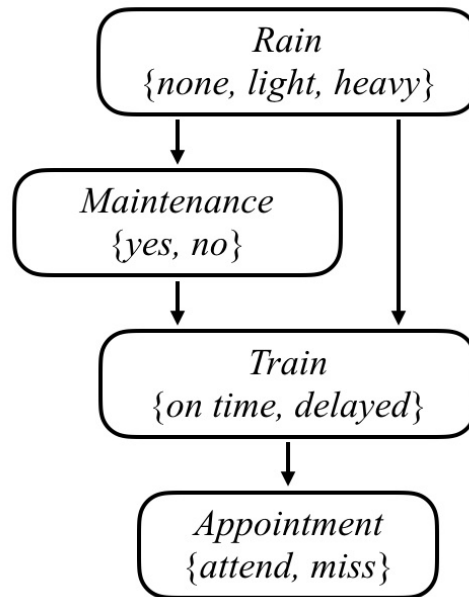 Rain
{none, light, heavy}
Maintenance
{yes, no}
Train
{on time, delayed}
Appointment
{attend, miss}